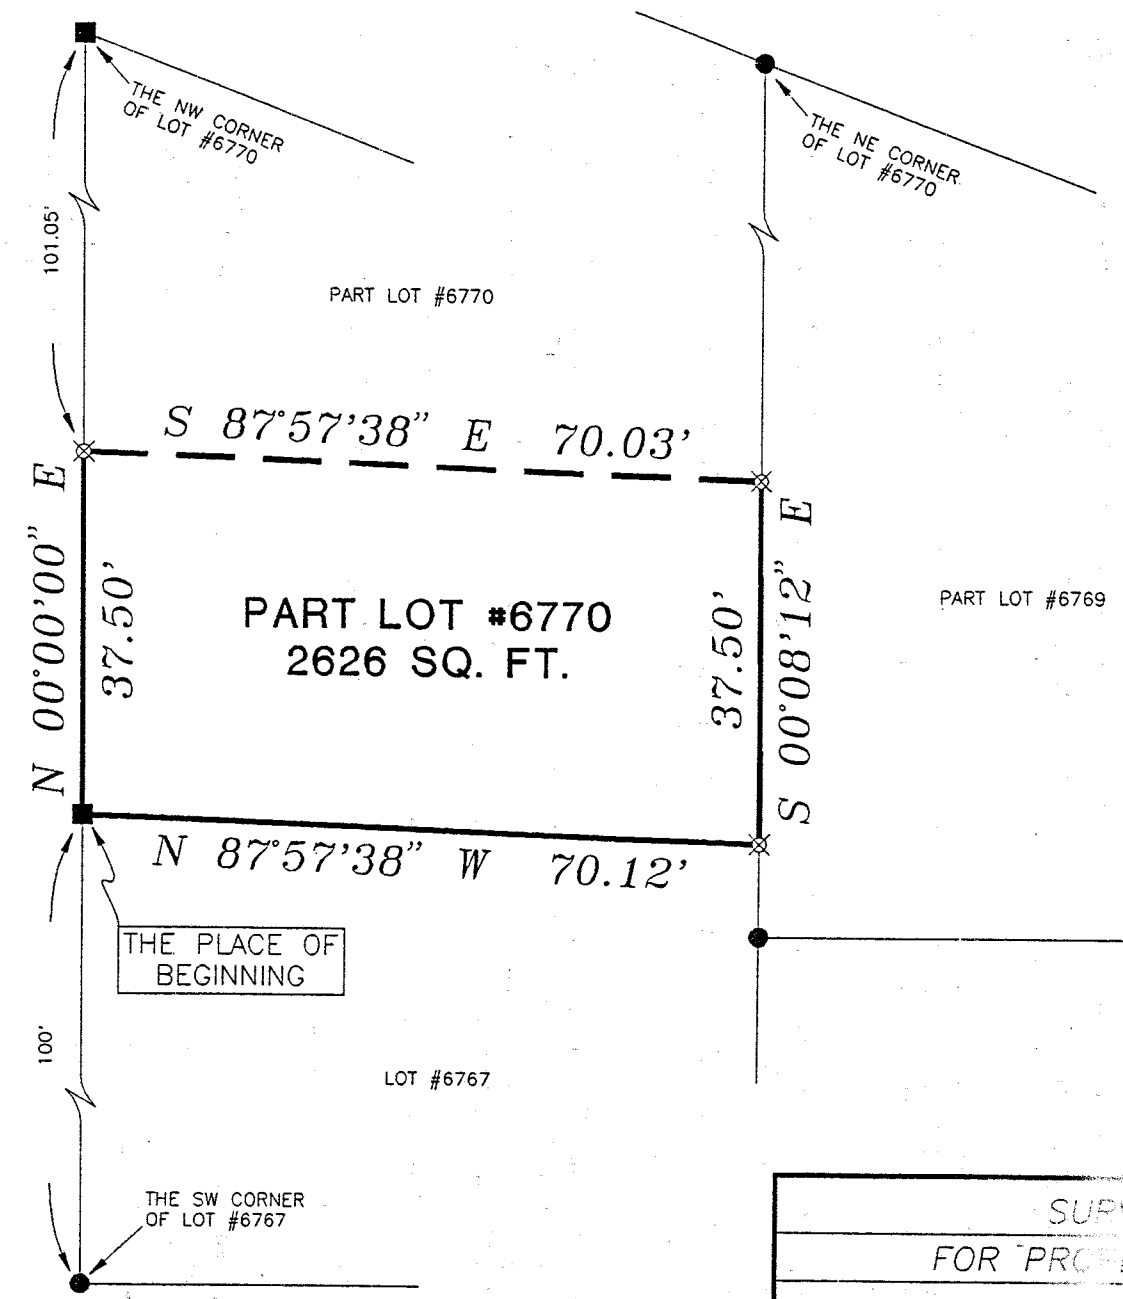 THE NW CORNER
OF LOT #6770
THE NE CORNER
OF LOT #6770
101.05'
PART LOT #6770
S 87°57'38" E 70.03'
N 00°00'00" E
37.50'
PART LOT #6770
2626 SQ. FT.
37.50'
S 00°08'12" E
PART LOT #6769
N 87°57'38" W 70.12'
THE PLACE OF
BEGINNING
100'
LOT #6767
THE SW CORNER
OF LOT #6767
FOR